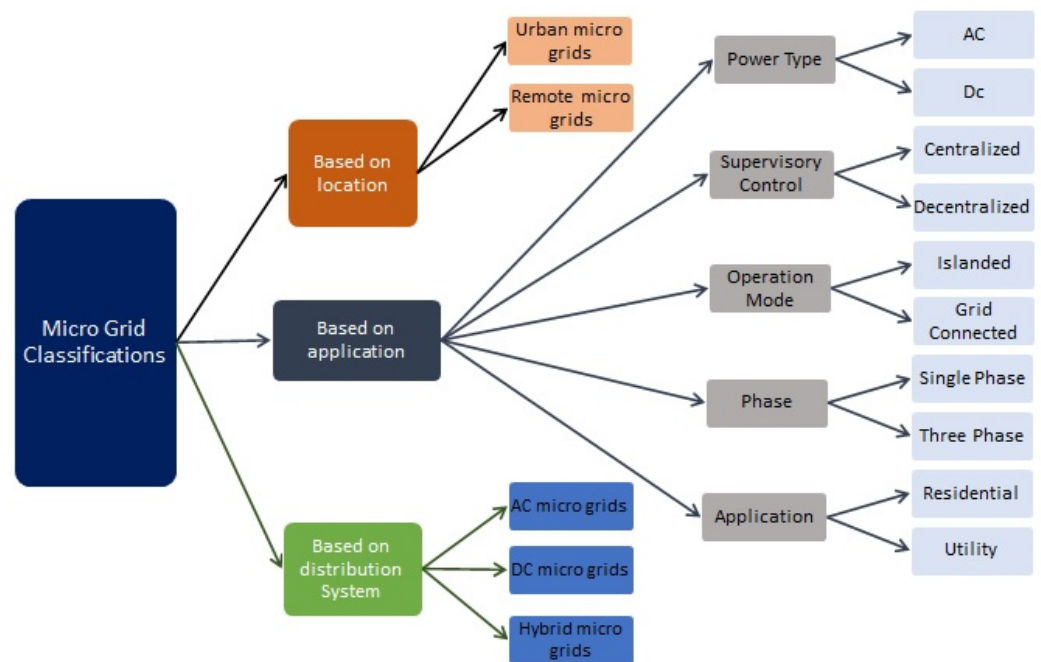 Micro Grid
Classifications
Based on
location
Urban micro
grids
Remote micro
grids
Based on
application
Power Type
AC
Dc
Supervisory
Control
Centralized
Decentralized
Operation
Mode
Islanded
Grid
Connected
Phase
Single Phase
Three Phase
Application
Residential
Utility
Based on
distribution
System
AC micro grids
DC micro grids
Hybrid micro
grids